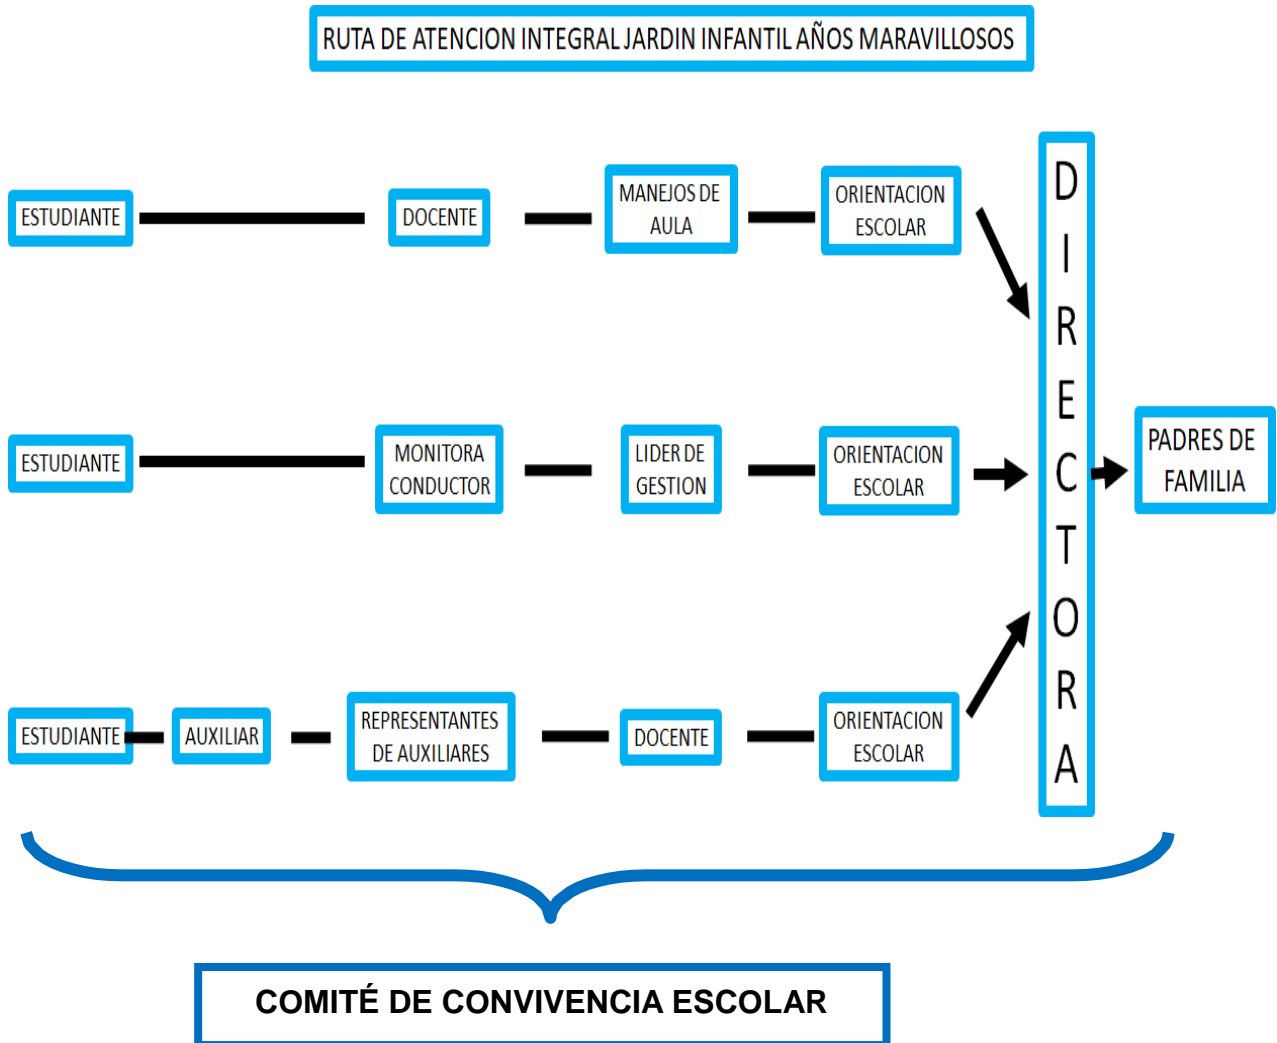 RUTA DE ATENCION INTEGRAL JARDIN INFANTIL AÑOS MARAVILLOSOS
ESTUDIANTE
DOCENTE
MANEJOS DE
AULA
ORIENTACION
ESCOLAR
ESTUDIANTE
MONITORA
CONDUCTOR
LIDER DE
GESTION
ORIENTACION
ESCOLAR
ESTUDIANTE
AUXILIAR
REPRESENTANTES
DE AUXILIARES
DOCENTE
ORIENTACION
ESCOLAR
DIRECTORA
PADRES DE
FAMILIA
COMITÉ DE CONVIVENCIA ESCOLAR